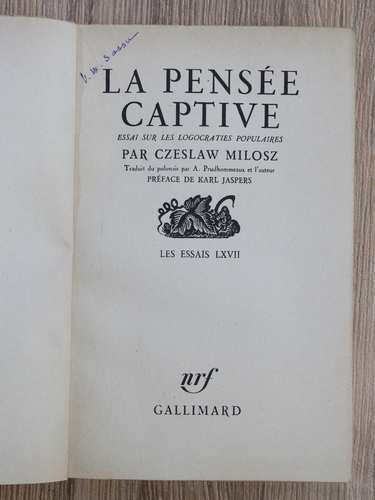 LA PENSÉE
CAPTIVE
ESSAI SUR LES LOGOCRATIES POPULAIRES
PAR CZESLAW MILOSZ
Traduit du polonais par A. Prudhommeaux et l'auteur
PRÉFACE DE KARL JASPERS
LES ESSAIS LXVII
nrf
GALLIMARD